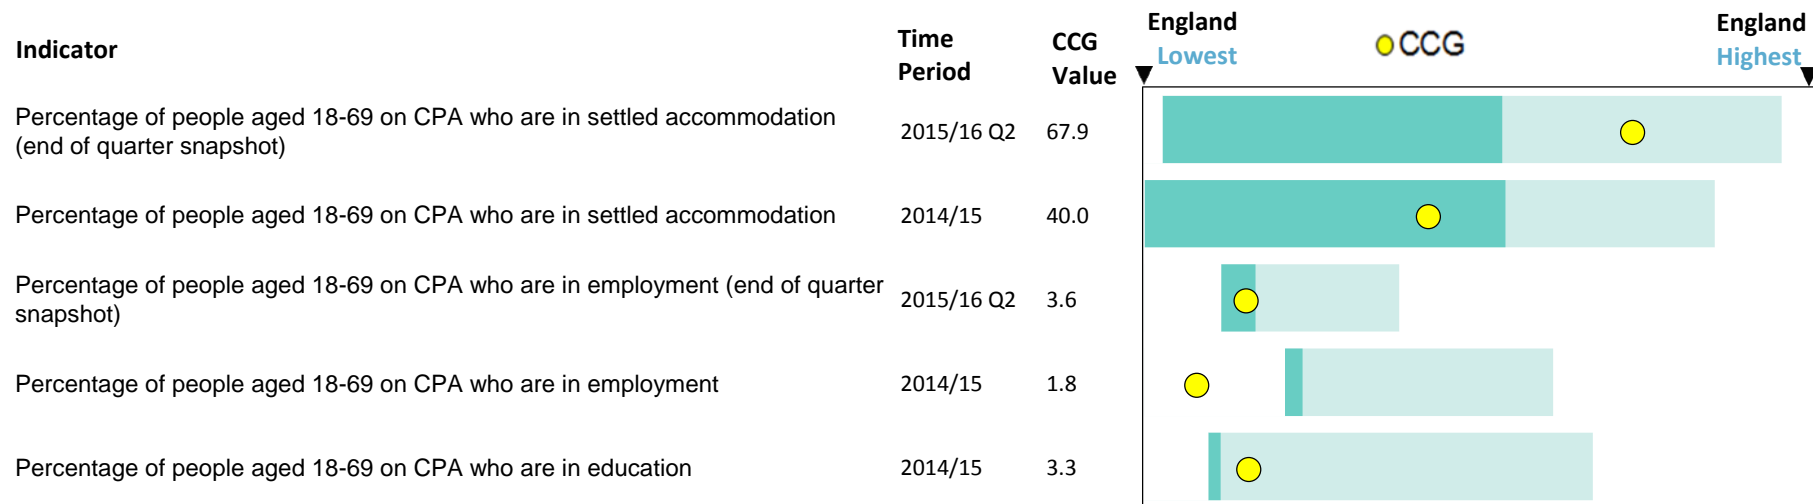 Indicator
Time
Period
CCG
Value
England
Lowest
CCG
England
Highest
Percentage of people aged 18-69 on CPA who are in settled accommodation
(end of quarter snapshot)
2015/16 Q2
67.9
Percentage of people aged 18-69 on CPA who are in settled accommodation
2014/15
40.0
Percentage of people aged 18-69 on CPA who are in employment (end of quarter
snapshot)
2015/16 Q2
3.6
Percentage of people aged 18-69 on CPA who are in employment
2014/15
1.8
Percentage of people aged 18-69 on CPA who are in education
2014/15
3.3